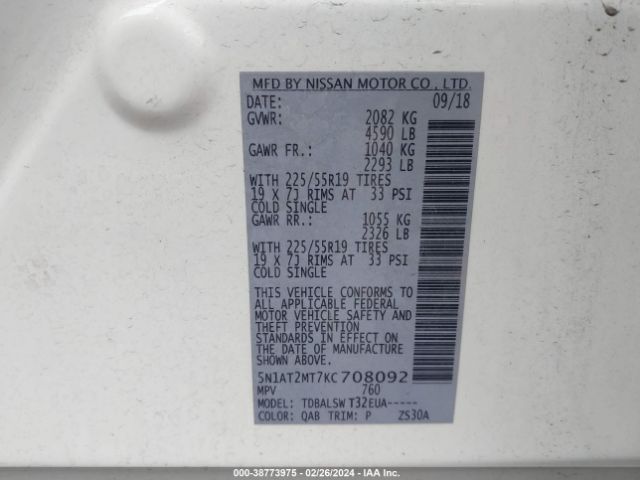 MFD BY NISSAN MOTOR CO., LTD.
DATE: 09/18
GVWR: 2082 KG
4590 LB
GAWR FR.: 1040 KG
2293 LB
WITH 225/55R19 TIRES
19 X 7J RIMS AT 33 PSI
COLD SINGLE
GAWR RR.: 1055 KG
2326 LB
WITH 225/55R19 TIRES
19 X 7J RIMS AT 33 PSI
COLD SINGLE
THIS VEHICLE CONFORMS TO
ALL APPLICABLE FEDERAL
MOTOR VEHICLE SAFETY AND
THEFT PREVENTION
STANDARDS IN EFFECT ON
THE DATE OF MANUFACTURE
SHOWN ABOVE.
5N1AT2MT7KC708092
MPV 760
MODEL: TDBALSW T32EUA-----
COLOR: QAB TRIM: P ZS30A
000-38773975 - 02/26/2024 - IAA Inc.